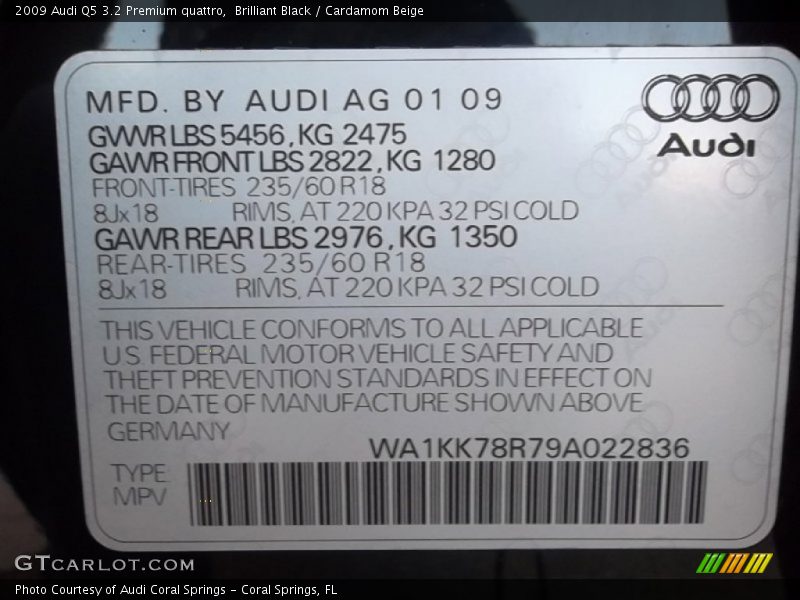 2009 Audi Q5 3.2 Premium quattro,  Brilliant Black / Cardamom Beige
MFD. BY AUDI AG 01 09
GVWR LBS 5456, KG 2475
GAWR FRONT LBS 2822, KG 1280
FRONT-TIRES 235/60 R18
8Jx18 RIMS, AT 220 KPA 32 PSI COLD
GAWR REAR LBS 2976, KG 1350
REAR-TIRES 235/60 R18
8Jx18 RIMS, AT 220 KPA 32 PSI COLD
Audi
THIS VEHICLE CONFORMS TO ALL APPLICABLE
U.S. FEDERAL MOTOR VEHICLE SAFETY AND
THEFT PREVENTION STANDARDS IN EFFECT ON
THE DATE OF MANUFACTURE SHOWN ABOVE
GERMANY
WA1KK78R79A022836
TYPE
MPV
GTCARLOT.COM
Photo Courtesy of Audi Coral Springs - Coral Springs, FL